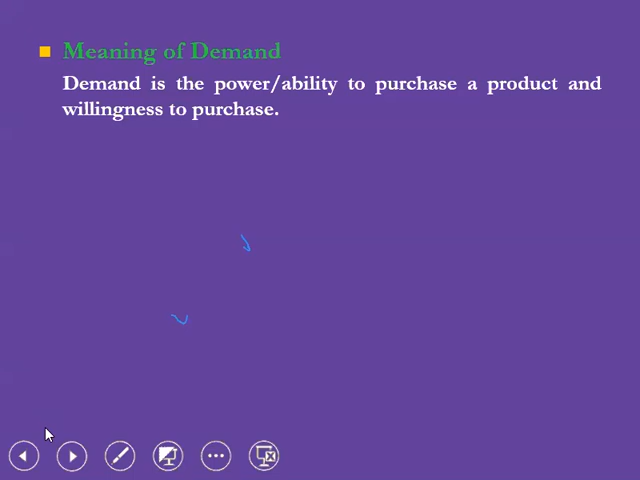 Meaning of Demand
Demand is the power/ability to purchase a product and
willingness to purchase.